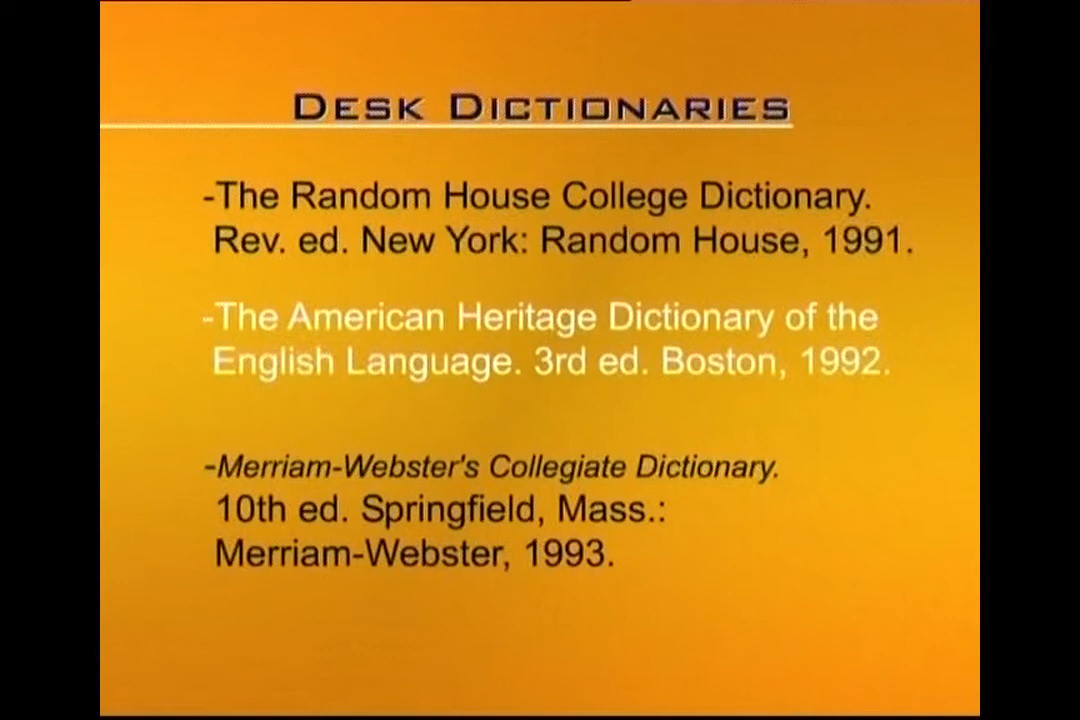 DESK DICTIONARIES
-The Random House College Dictionary.
Rev. ed. New York: Random House, 1991.
-The American Heritage Dictionary of the
English Language. 3rd ed. Boston, 1992.
-Merriam-Webster's Collegiate Dictionary.
10th ed. Springfield, Mass.:
Merriam-Webster, 1993.